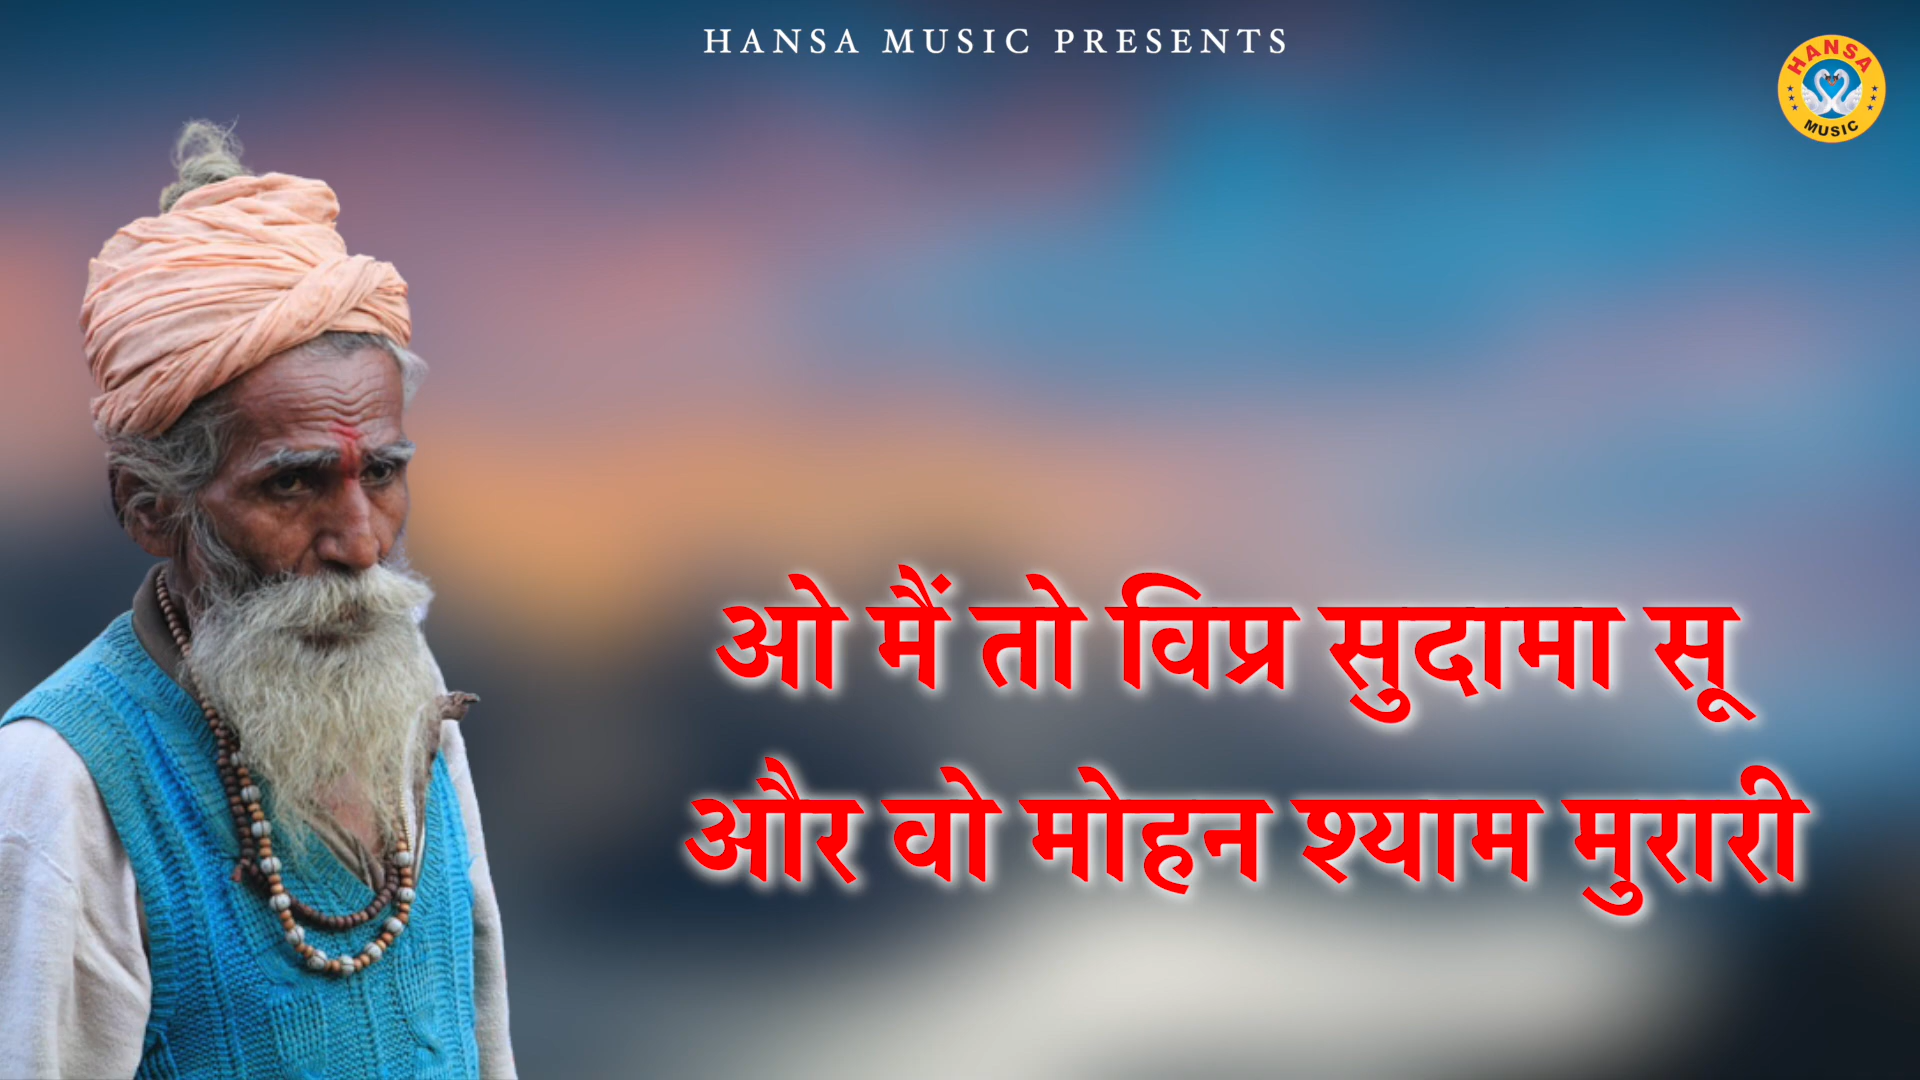 HANSA MUSIC PRESENTS
HANSA
MUSIC
ओ मैं तो विप्र सुदामा सू
और वो मोहन श्याम मुरारी